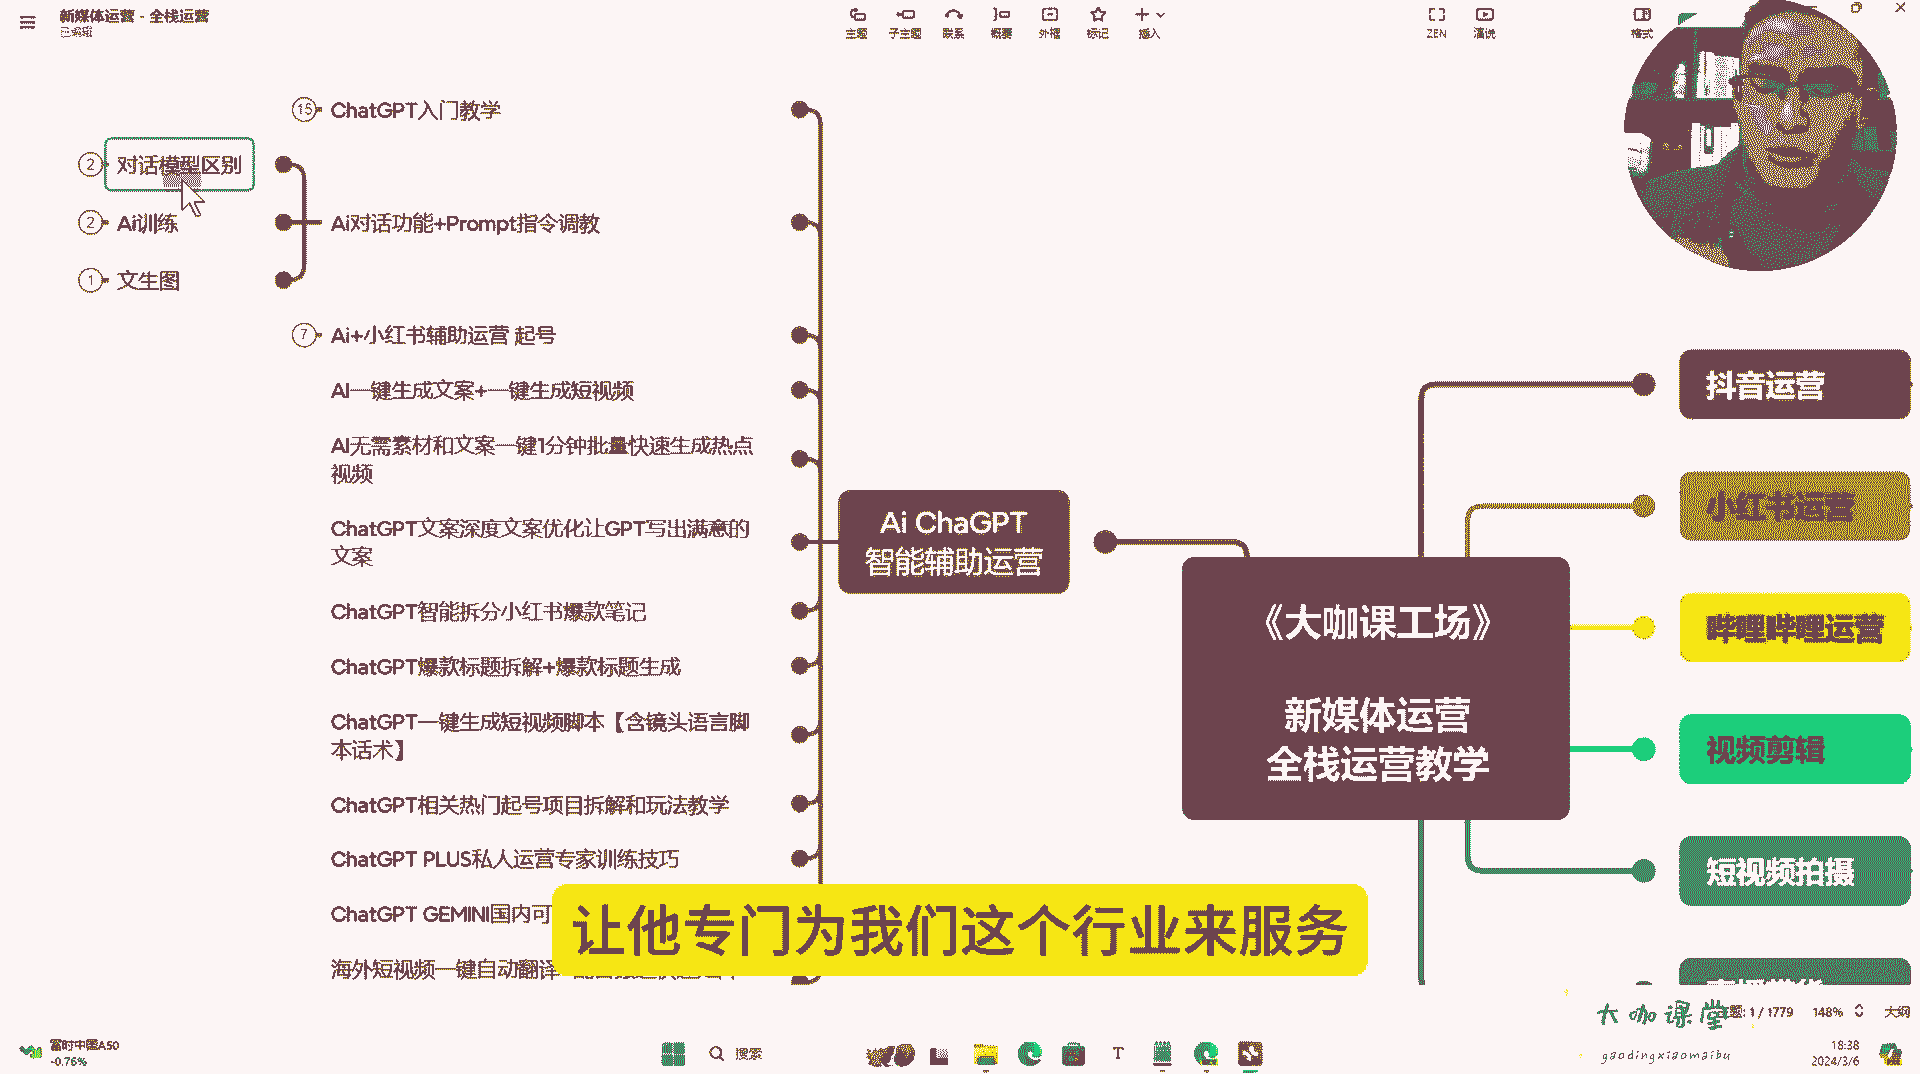 新媒体运营 - 全栈运营
已编辑
主题
子主题
联系
概要
外框
标记
插入
ZEN
演说
格式
15
ChatGPT入门教学
2
对话模型区别
2
Ai训练
1
文生图
Ai对话功能+Prompt指令调教
7
Ai+小红书辅助运营 起号
AI一键生成文案+一键生成短视频
AI无需素材和文案一键1分钟批量快速生成热点
视频
ChatGPT文案深度文案优化让GPT写出满意的
文案
ChatGPT智能拆分小红书爆款笔记
ChatGPT爆款标题拆解+爆款标题生成
ChatGPT一键生成短视频脚本【含镜头语言脚
本话术】
ChatGPT相关热门起号项目拆解和玩法教学
ChatGPT PLUS私人运营专家训练技巧
ChatGPT GEMINI国内可
海外短视频一键自动翻译
Ai ChaGPT
智能辅助运营
《大咖课工场》
新媒体运营
全栈运营教学
抖音运营
小红书运营
哔哩哔哩运营
视频剪辑
短视频拍摄
让他专门为我们这个行业来服务
大咖课堂
gaodingxiaomaibu
题: 1 / 1779
148%
大纲
富时中国A50
-0.76%
搜索
18:38
2024/3/6